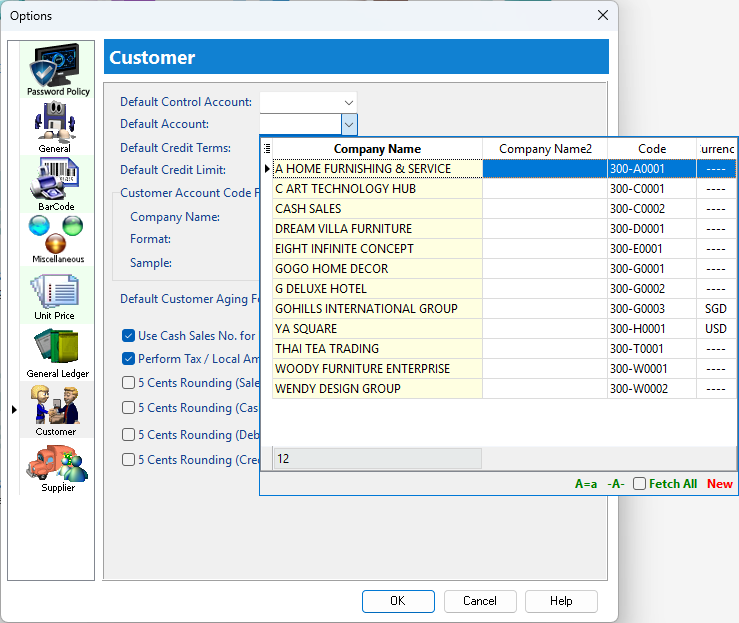 Options
Password Policy
General
BarCode
Miscellaneous
Unit Price
General Ledger
Customer
Supplier
Customer
Default Control Account:
Default Account:
Default Credit Terms:
Default Credit Limit:
Customer Account Code F
Company Name:
Format:
Sample:
Default Customer Aging Fo
Use Cash Sales No. for
Perform Tax / Local Am
5 Cents Rounding (Sale
5 Cents Rounding (Cas
5 Cents Rounding (Deb
5 Cents Rounding (Cre
Company Name Company Name2 Code urrenc
A HOME FURNISHING & SERVICE 300-A0001 ----
C ART TECHNOLOGY HUB 300-C0001 ----
CASH SALES 300-C0002 ----
DREAM VILLA FURNITURE 300-D0001 ----
EIGHT INFINITE CONCEPT 300-E0001 ----
GOGO HOME DECOR 300-G0001 ----
G DELUXE HOTEL 300-G0002 ----
GOHILLS INTERNATIONAL GROUP 300-G0003 SGD
YA SQUARE 300-H0001 USD
THAI TEA TRADING 300-T0001 ----
WOODY FURNITURE ENTERPRISE 300-W0001 ----
WENDY DESIGN GROUP 300-W0002 ----
12
A=a -A- Fetch All New
OK Cancel Help